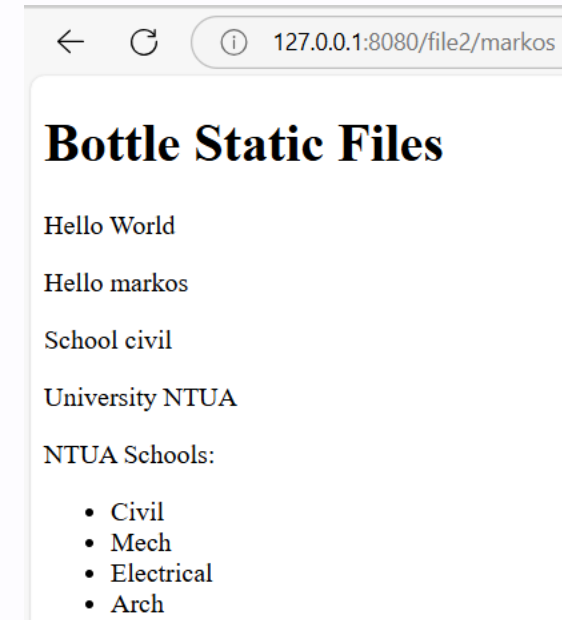 127.0.0.1:8080/file2/markos
Bottle Static Files
Hello World
Hello markos
School civil
University NTUA
NTUA Schools:
• Civil
• Mech
• Electrical
• Arch